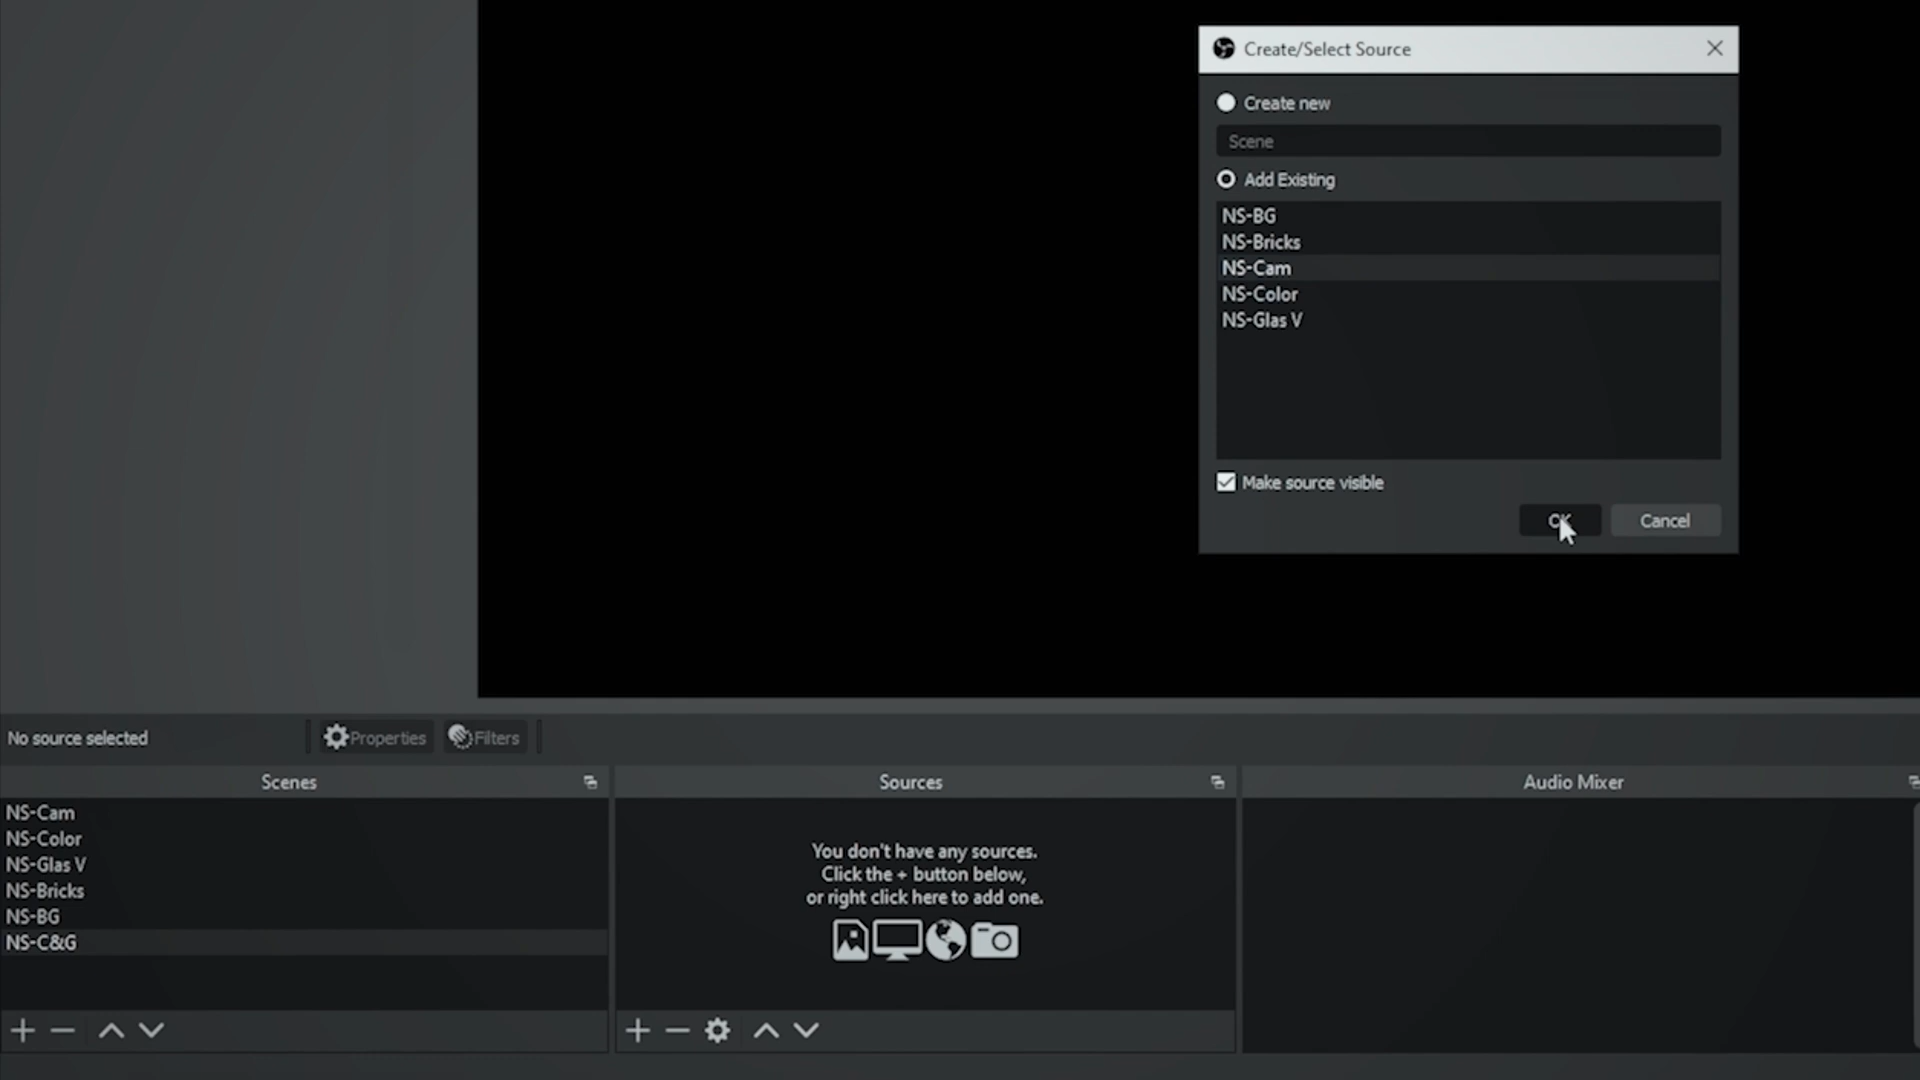 Create/Select Source
Create new
Scene
Add Existing
NS-BG
NS-Bricks
NS-Cam
NS-Color
NS-Glas V
Make source visible
OK
Cancel
No source selected
Properties
Filters
Scenes
Sources
Audio Mixer
NS-Cam
NS-Color
NS-Glas V
NS-Bricks
NS-BG
NS-C&G
You don't have any sources.
Click the + button below,
or right click here to add one.